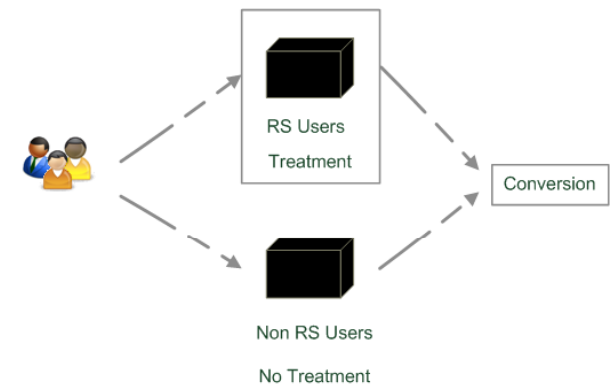 RS Users
Treatment
Conversion
Non RS Users
No Treatment